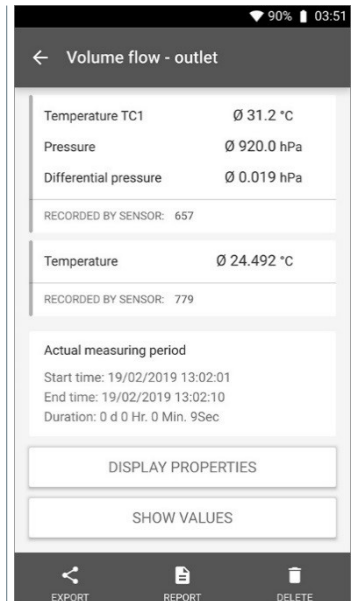 90% 03:51
Volume flow - outlet
Temperature TC1 Ø 31.2 °C
Pressure Ø 920.0 hPa
Differential pressure Ø 0.019 hPa
RECORDED BY SENSOR: 657
Temperature Ø 24.492 °C
RECORDED BY SENSOR: 779
Actual measuring period
Start time: 19/02/2019 13:02:01
End time: 19/02/2019 13:02:10
Duration: 0 d 0 Hr. 0 Min. 9Sec
DISPLAY PROPERTIES
SHOW VALUES
EXPORT REPORT DELETE